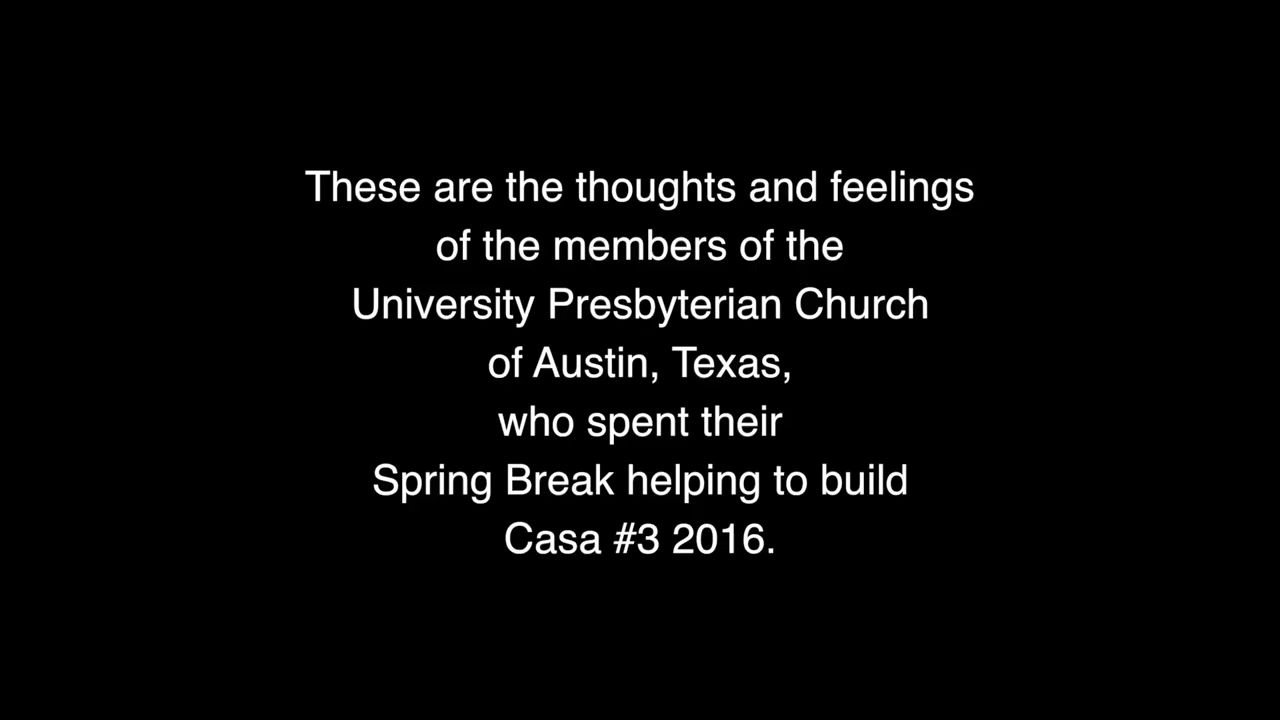 These are the thoughts and feelings
of the members of the
University Presbyterian Church
of Austin, Texas,
who spent their
Spring Break helping to build
Casa #3 2016.